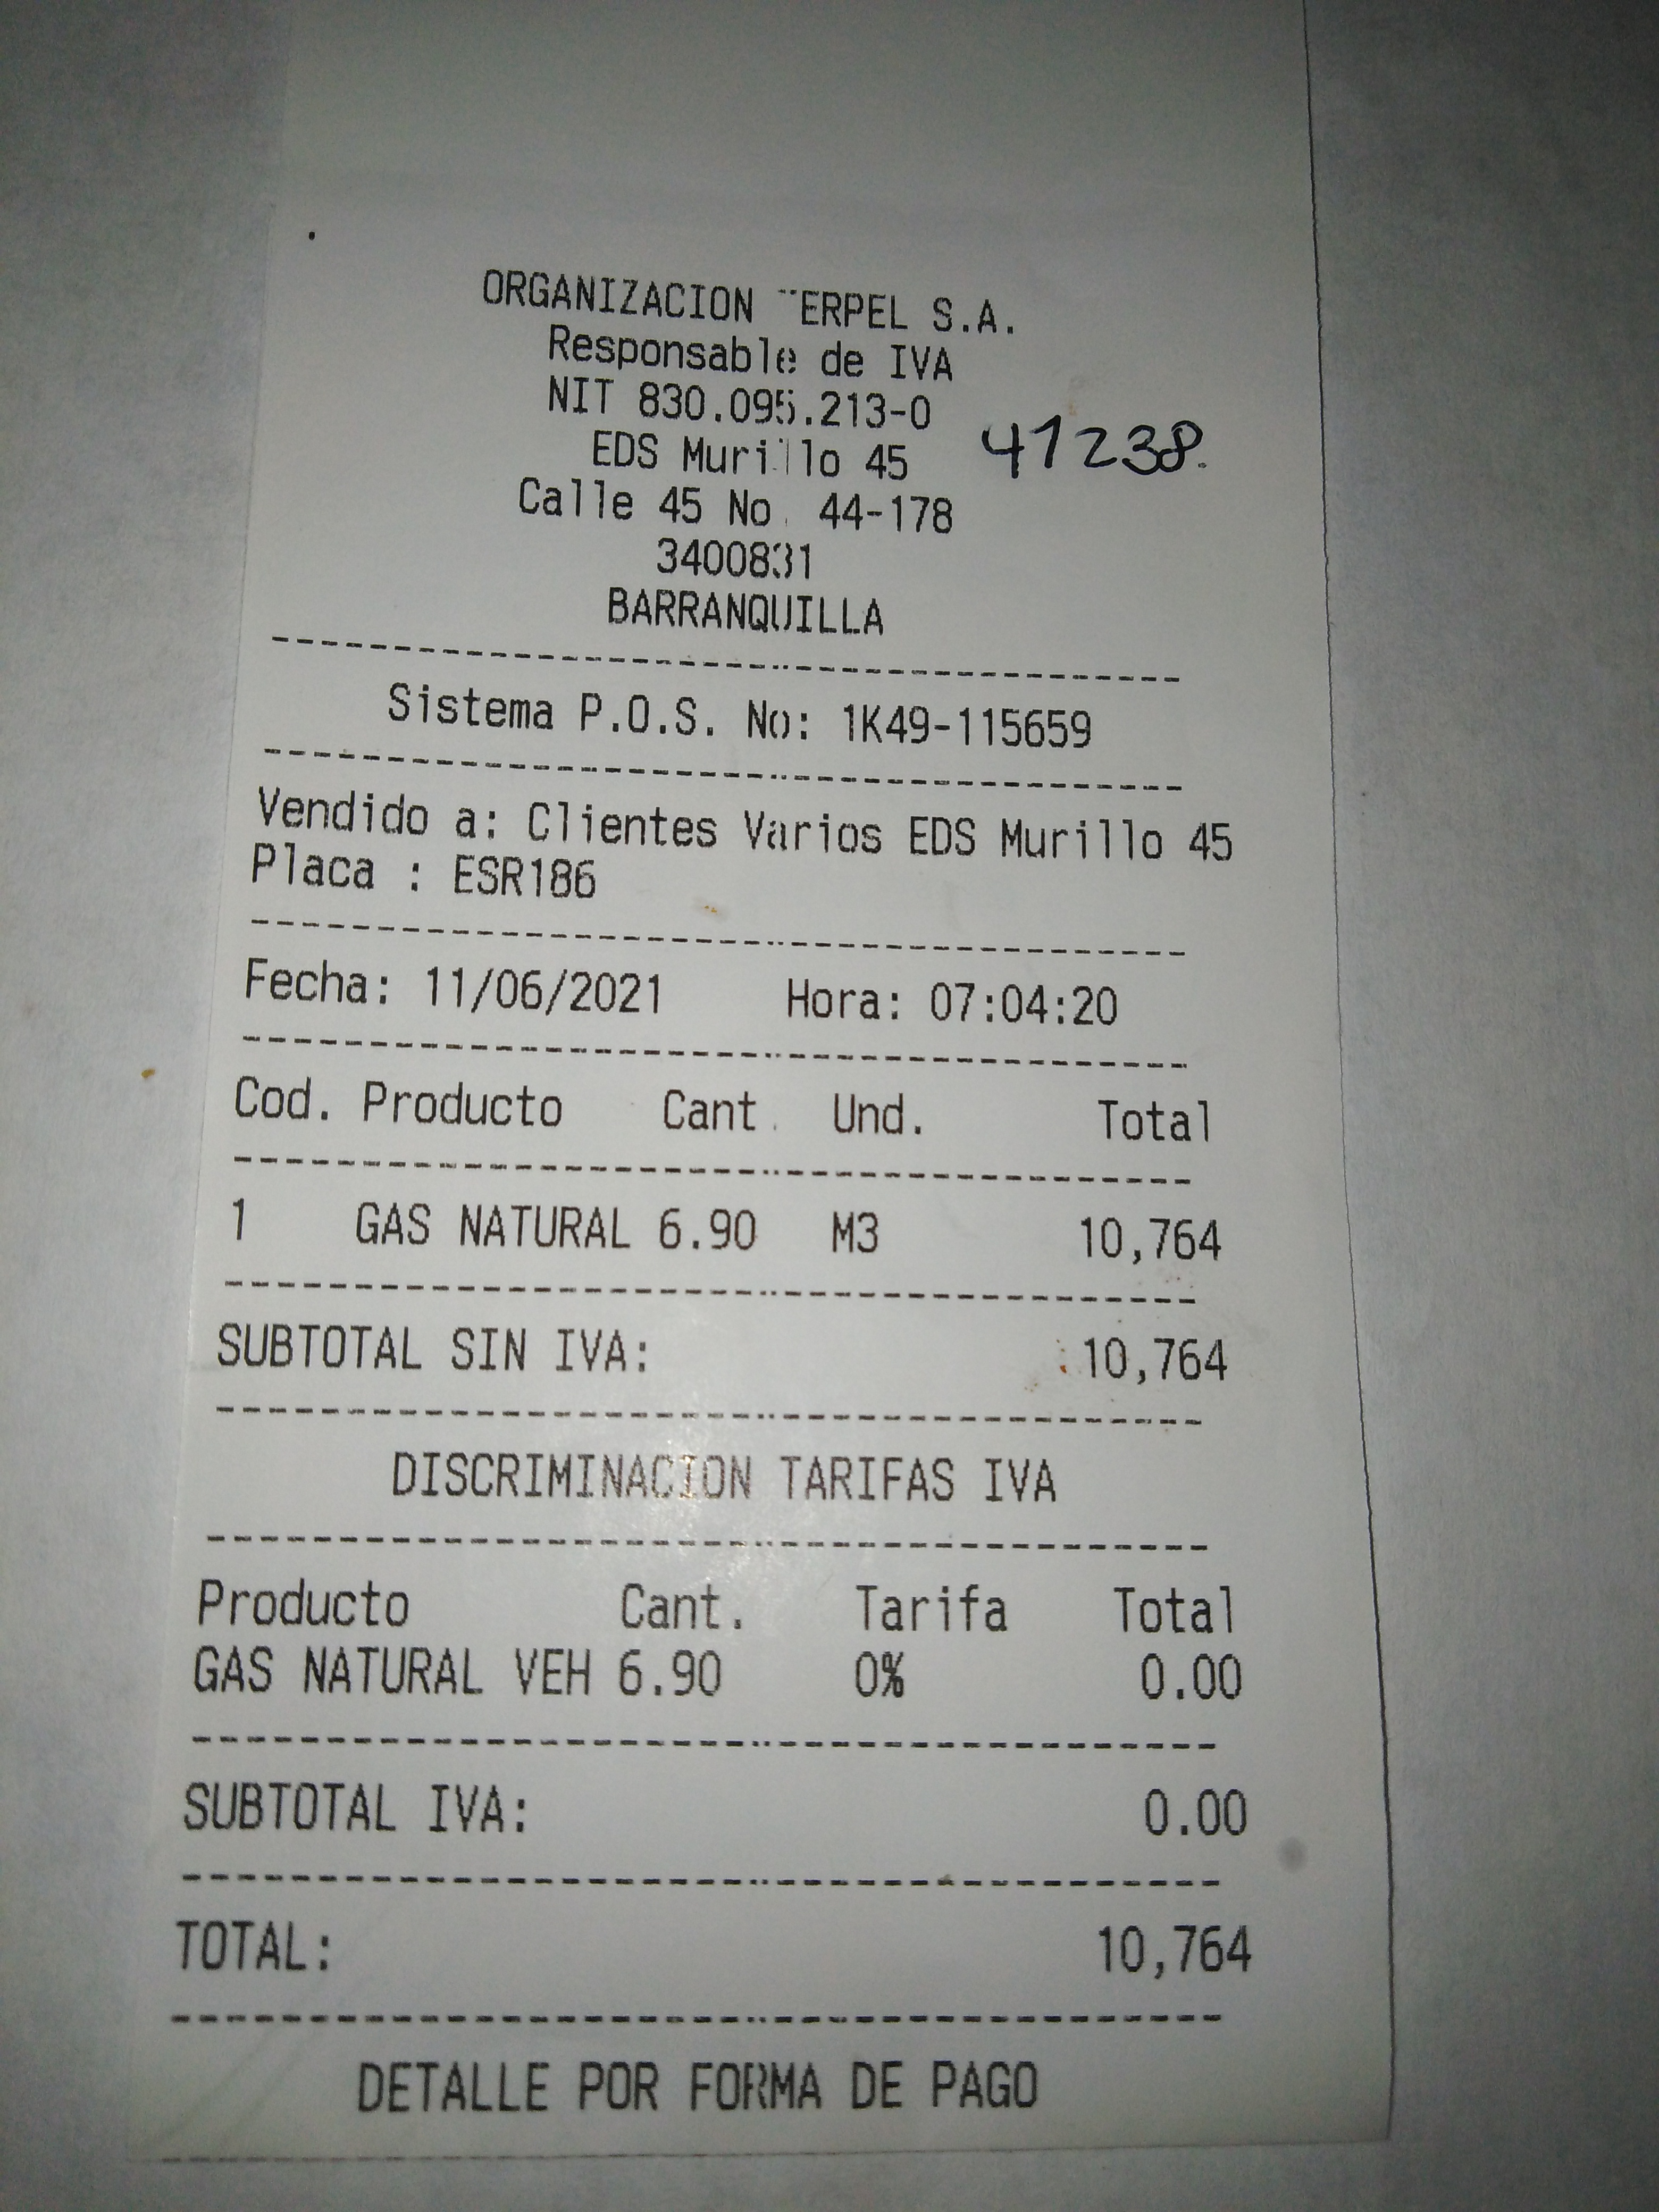 ORGANIZACION TERPEL S.A.
Responsable de IVA
NIT 830.095.213-0
EDS Murillo 45
41238.
Calle 45 No. 44-178
3400831
BARRANQUILLA
Sistema P.O.S. No: 1K49-115659
Vendido a: Clientes Varios EDS Murillo 45
Placa : ESR186
Fecha: 11/06/2021 Hora: 07:04:20
Cod. Producto Cant. Und. Total
1 GAS NATURAL 6.90 M3 10,764
SUBTOTAL SIN IVA: 10,764
DISCRIMINACION TARIFAS IVA
Producto Cant. Tarifa Total
GAS NATURAL VEH 6.90 0% 0.00
SUBTOTAL IVA: 0.00
TOTAL: 10,764
DETALLE POR FORMA DE PAGO